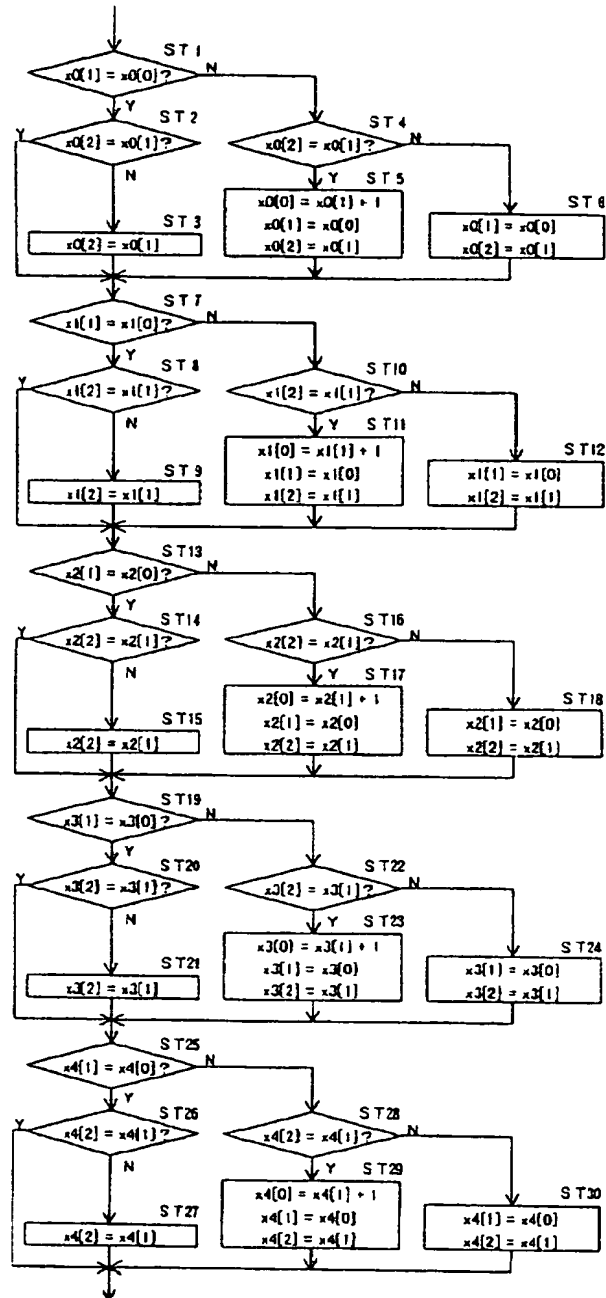 ST1
x0[1] = x0[0]?
N
Y
ST2
ST4
Y
x0[2] = x0[1]?
x0[2] = x0[1]?
N
N
Y
ST5
ST6
x0[0] = x0[1] + 1
x0[1] = x0[0]
x0[2] = x0[1]
ST3
x0[2] = x0[1]
x0[1] = x0[0]
x0[2] = x0[1]
ST7
x1[1] = x1[0]?
N
Y
ST8
ST10
Y
x1[2] = x1[1]?
x1[2] = x1[1]?
N
N
Y
ST11
ST12
x1[0] = x1[1] + 1
x1[1] = x1[0]
x1[2] = x1[1]
ST9
x1[2] = x1[1]
x1[1] = x1[0]
x1[2] = x1[1]
ST13
x2[1] = x2[0]?
N
Y
ST14
ST16
Y
x2[2] = x2[1]?
x2[2] = x2[1]?
N
N
Y
ST17
ST18
x2[0] = x2[1] + 1
x2[1] = x2[0]
x2[2] = x2[1]
ST15
x2[2] = x2[1]
x2[1] = x2[0]
x2[2] = x2[1]
ST19
x3[1] = x3[0]?
N
Y
ST20
ST22
Y
x3[2] = x3[1]?
x3[2] = x3[1]?
N
N
Y
ST23
ST24
x3[0] = x3[1] + 1
x3[1] = x3[0]
x3[2] = x3[1]
ST21
x3[2] = x3[1]
x3[1] = x3[0]
x3[2] = x3[1]
ST25
x4[1] = x4[0]?
N
Y
ST26
ST28
Y
x4[2] = x4[1]?
x4[2] = x4[1]?
N
N
Y
ST29
ST30
x4[0] = x4[1] + 1
x4[1] = x4[0]
x4[2] = x4[1]
ST27
x4[2] = x4[1]
x4[1] = x4[0]
x4[2] = x4[1]